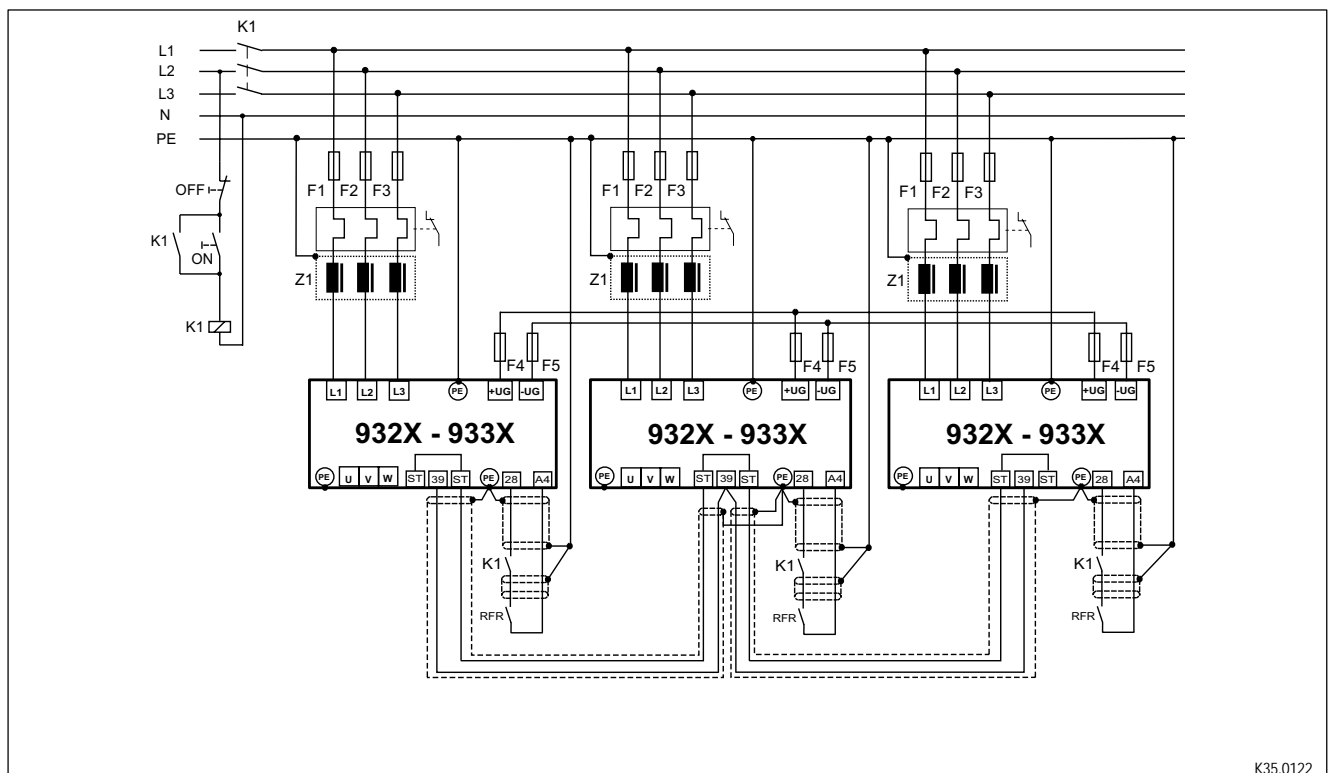 K1
L1
L2
L3
N
PE
OFF
K1
ON
K1
F1 F2 F3
F1 F2 F3
F1 F2 F3
Z1
Z1
Z1
F4 F5
F4 F5
F4 F5
L1 L2 L3 PE +UG -UG
L1 L2 L3 PE +UG -UG
L1 L2 L3 PE +UG -UG
932X - 933X
932X - 933X
932X - 933X
PE U V W ST 39 ST PE 28 A4
PE U V W ST 39 ST PE 28 A4
PE U V W ST 39 ST PE 28 A4
K1
K1
K1
RFR
RFR
RFR
K35.0122